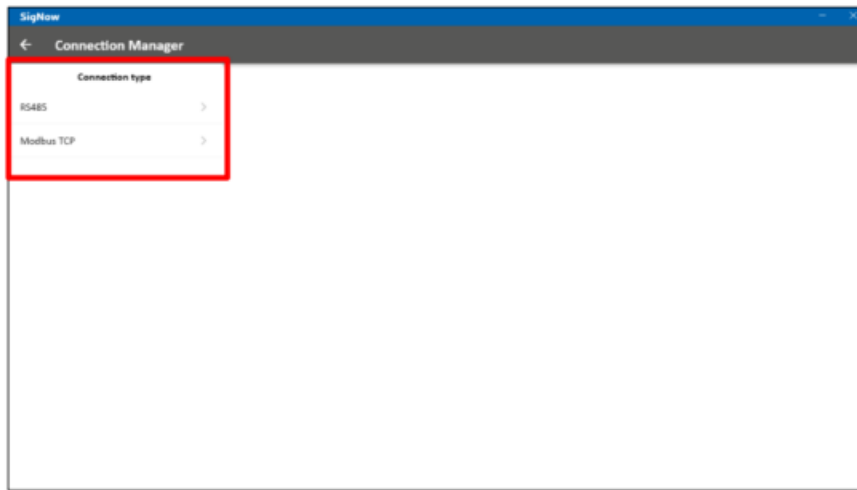 SigNow
Connection Manager
Connection type
RS485
Modbus TCP